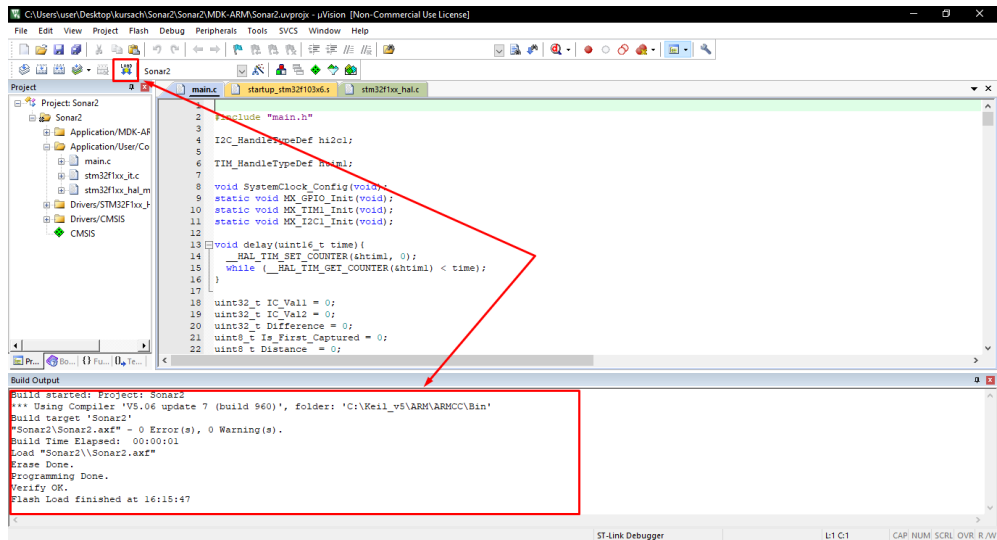 C:\Users\user\Desktop\kursach\Sonar2\Sonar2\MDK-ARM\Sonar2.uvprojx - µVision [Non-Commercial Use License]
File Edit View Project Flash Debug Peripherals Tools SVCS Window Help
LOAD
Sonar2
Project
main.c startup_stm32f103x6.s stm32f1xx_hal.c
Project: Sonar2
Sonar2
Application/MDK-AR
Application/User/Co
main.c
stm32f1xx_it.c
stm32f1xx_hal_m
Drivers/STM32F1xx_H
Drivers/CMSIS
CMSIS
1
2 #include "main.h"
3
4 I2C_HandleTypeDef hi2c1;
5
6 TIM_HandleTypeDef htim1;
7
8 void SystemClock_Config(void);
9 static void MX_GPIO_Init(void);
10 static void MX_TIM1_Init(void);
11 static void MX_I2C1_Init(void);
12
13 void delay(uint16_t time){
14 __HAL_TIM_SET_COUNTER(&htim1, 0);
15 while (__HAL_TIM_GET_COUNTER(&htim1) < time);
16 }
17
18 uint32_t IC_Val1 = 0;
19 uint32_t IC_Val2 = 0;
20 uint32_t Difference = 0;
21 uint8_t Is_First_Captured = 0;
22 uint8_t Distance = 0;
Pr... Bo... {} Fu... 0 Te...
Build Output
Build started: Project: Sonar2
*** Using Compiler 'V5.06 update 7 (build 960)', folder: 'C:\Keil_v5\ARM\ARMCC\Bin'
Build target 'Sonar2'
"Sonar2\Sonar2.axf" - 0 Error(s), 0 Warning(s).
Build Time Elapsed: 00:00:01
Load "Sonar2\\Sonar2.axf"
Erase Done.
Programming Done.
Verify OK.
Flash Load finished at 16:15:47
ST-Link Debugger L:1 C:1 CAP NUM SCRL OVR R/W